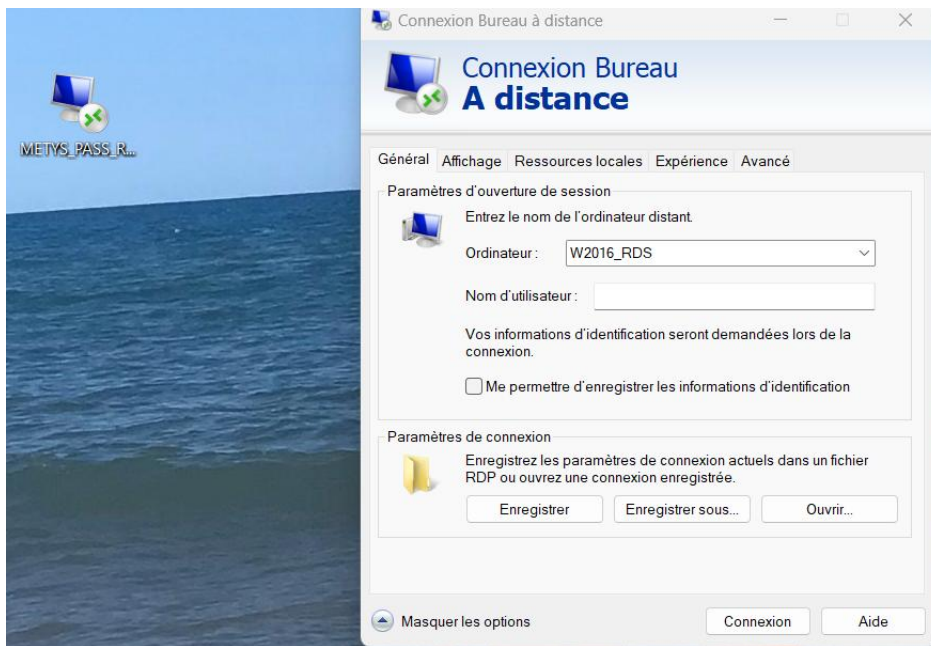 METYS_PASS_R...
Connexion Bureau à distance
Connexion Bureau
A distance
Général Affichage Ressources locales Expérience Avancé
Paramètres d'ouverture de session
Entrez le nom de l'ordinateur distant.
Ordinateur : W2016_RDS
Nom d'utilisateur :
Vos informations d'identification seront demandées lors de la
connexion.
Me permettre d'enregistrer les informations d'identification
Paramètres de connexion
Enregistrez les paramètres de connexion actuels dans un fichier
RDP ou ouvrez une connexion enregistrée.
Enregistrer Enregistrer sous... Ouvrir...
Masquer les options Connexion Aide